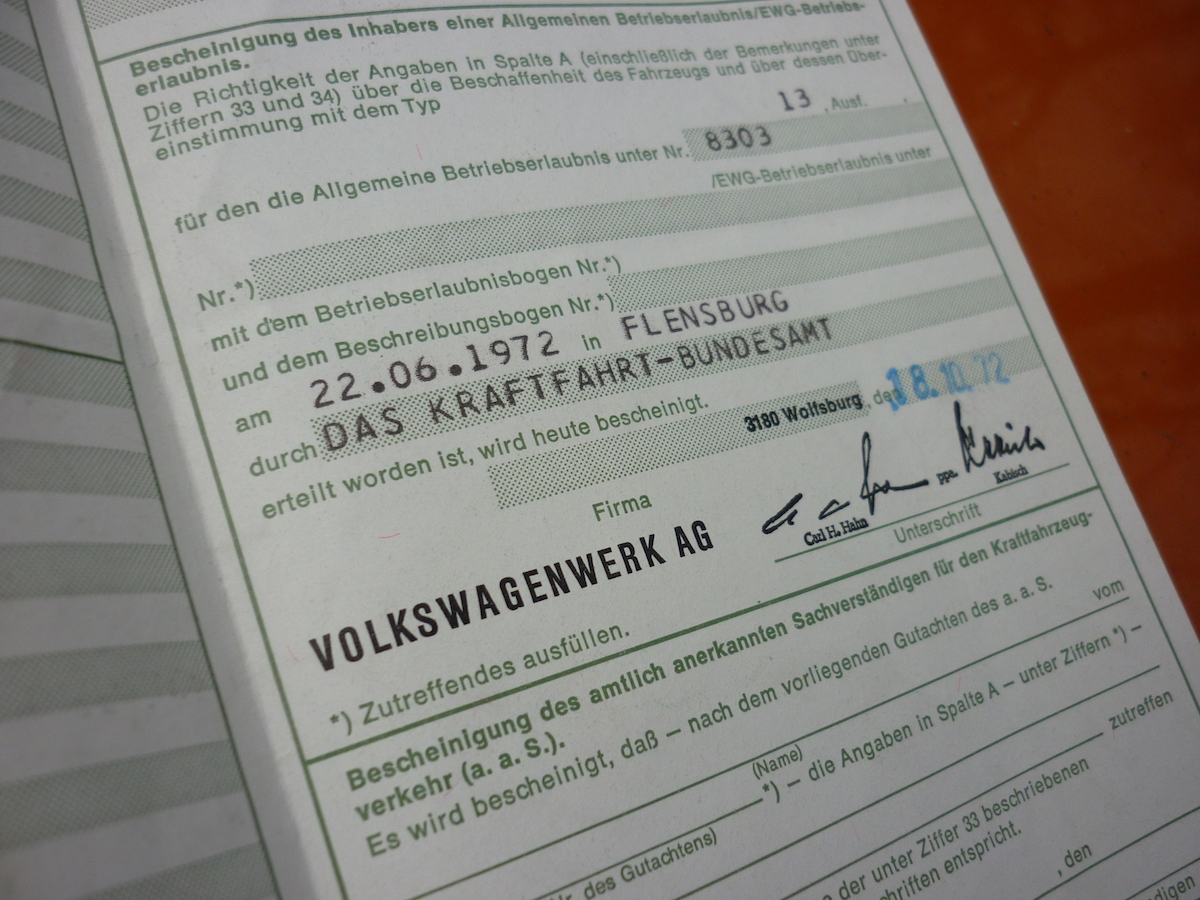 Bescheinigung des Inhabers einer Allgemeinen Betriebserlaubnis/EWG-Betriebs-
erlaubnis.
Die Richtigkeit der Angaben in Spalte A (einschließlich der Bemerkungen unter
Ziffern 33 und 34) über die Beschaffenheit des Fahrzeugs und über dessen Über-
einstimmung mit dem Typ 13 , Ausf.
für den die Allgemeine Betriebserlaubnis unter Nr. 8303
/EWG-Betriebserlaubnis unter
Nr.*)
mit dem Betriebserlaubnisbogen Nr.*)
und dem Beschreibungsbogen Nr.*)
am 22.06.1972 in FLENSBURG
durch DAS KRAFTFAHRT-BUNDESAMT
erteilt worden ist, wird heute bescheinigt.
3180 Wolfsburg, den 18.10.72
Firma
VOLKSWAGENWERK AG
Carl H. Hahn ppa. Kabisch
Unterschrift
*) Zutreffendes ausfüllen.
Bescheinigung des amtlich anerkannten Sachverständigen für den Kraftfahrzeug-
verkehr (a. a. S.).
Es wird bescheinigt, daß – nach dem vorliegenden Gutachten des a. a. S.
(Name) vom
*) – die Angaben in Spalte A – unter Ziffern *) –
des Gutachtens) zutreffen
der unter Ziffer 33 beschriebenen
entspricht.
, den